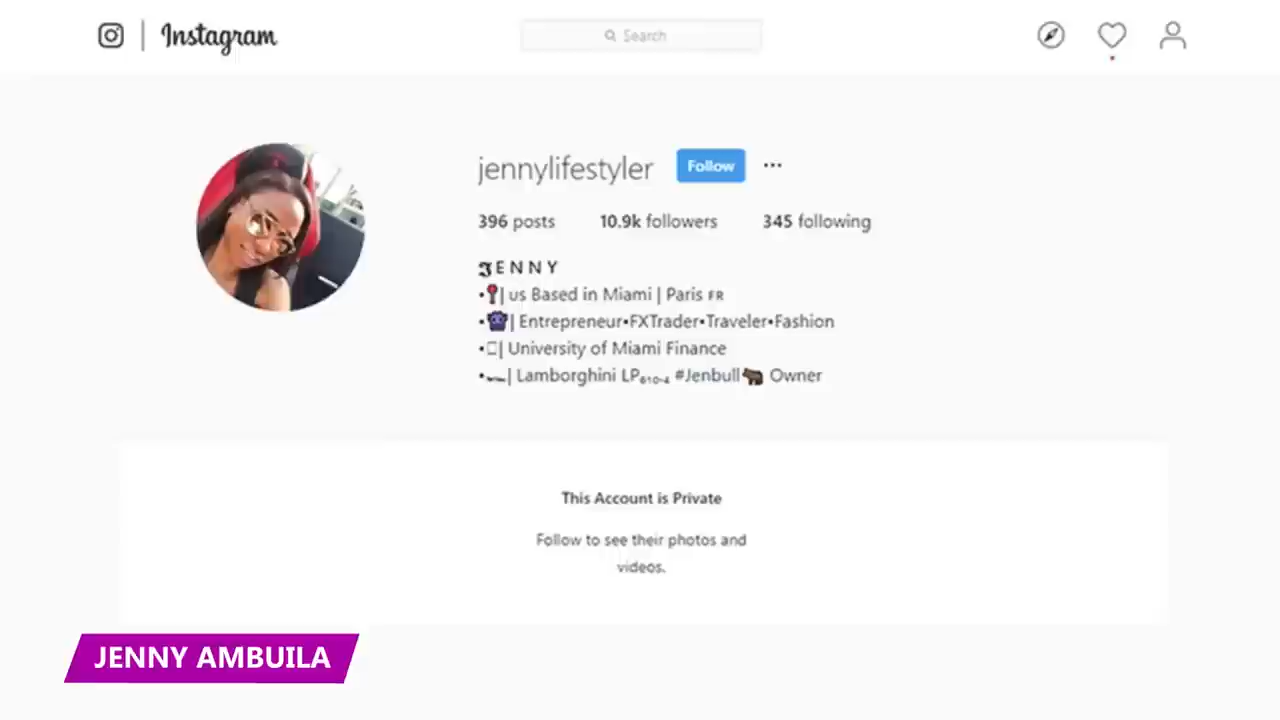 Instagram
Search
jennylifestyler Follow ...
396 posts 10.9k followers 345 following
𝕵 E N N Y
•📍| us Based in Miami | Paris FR
•| Entrepreneur•FXTrader•Traveler•Fashion
•| University of Miami Finance
•🏎| Lamborghini LP₆₁₀₋₄ #Jenbull🐂 Owner
This Account is Private
Follow to see their photos and
videos.
JENNY AMBUILA